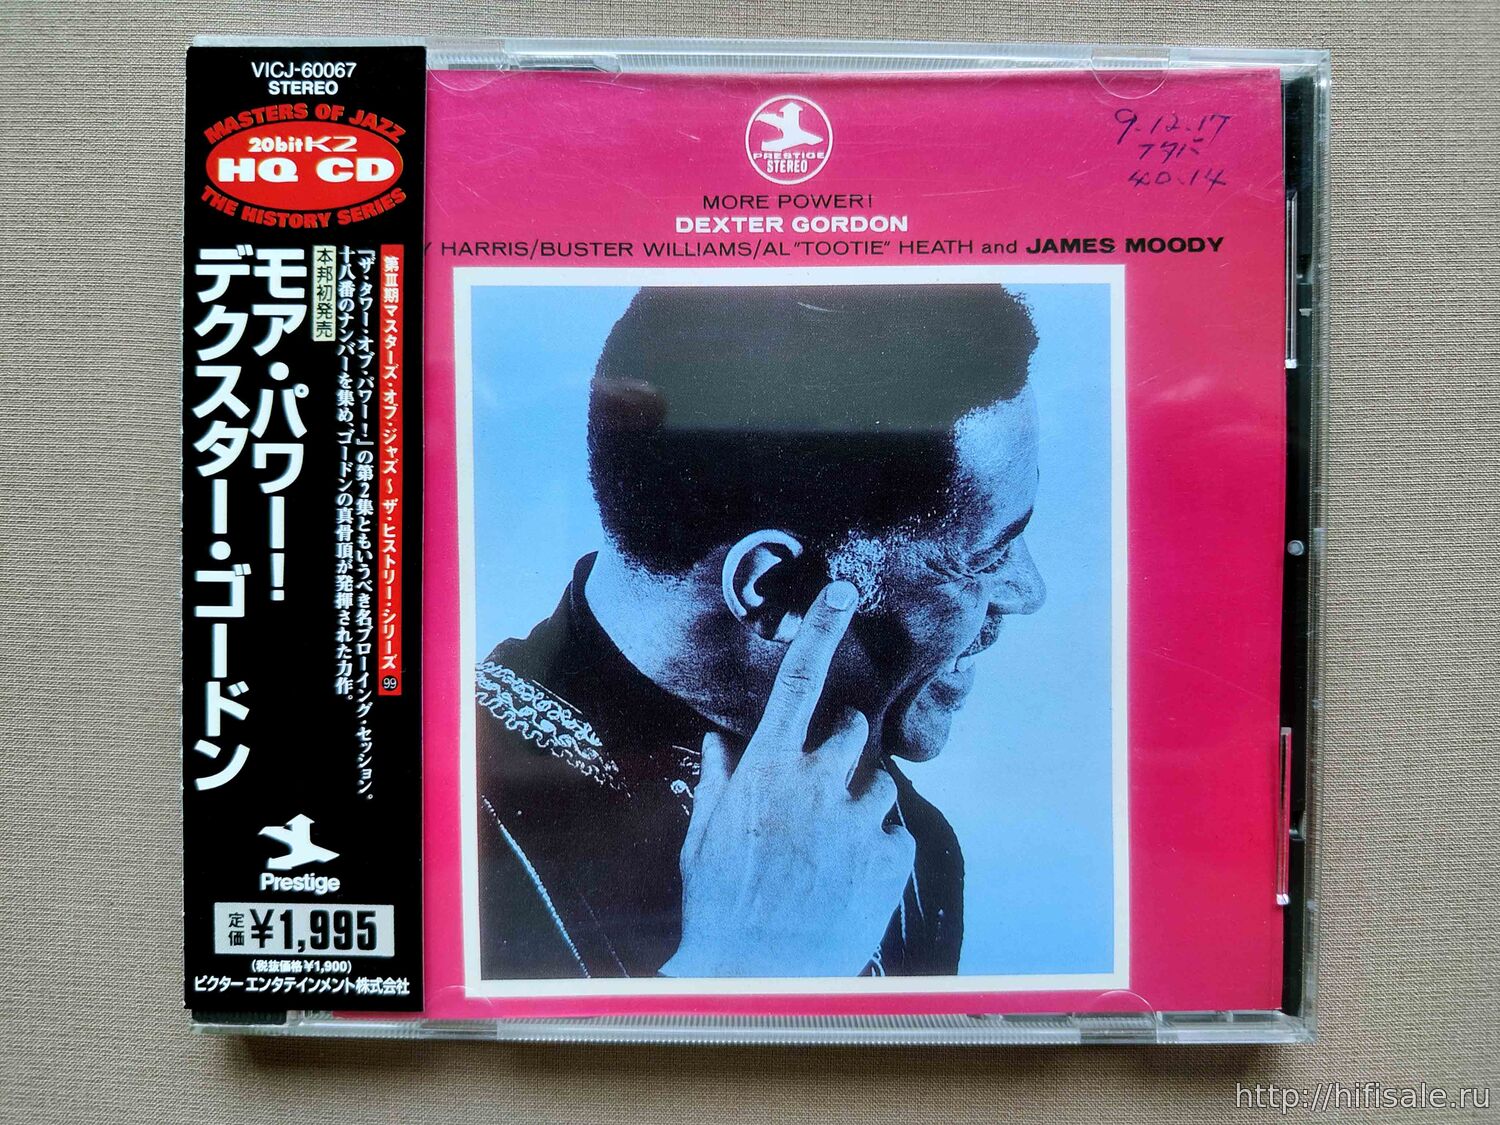 VICJ-60067
STEREO
MASTERS OF JAZZ
20bit K2
HQ CD
THE HISTORY SERIES
第Ⅲ期マスターズ・オブ・ジャズ〜ザ・ヒストリー・シリーズ 99
「ザ・タワー・オブ・パワー!」の第2集ともいうべき名ブローイング・セッション。
十八番のナンバーを集め、ゴードンの真骨頂が発揮された力作。
本邦初発売
モア・パワー!
デクスター・ゴードン
Prestige
定価 ¥1,995
(税抜価格¥1,900)
ビクターエンタテインメント株式会社
PRESTIGE
STEREO
MORE POWER!
DEXTER GORDON
Y HARRIS/BUSTER WILLIAMS/AL "TOOTIE" HEATH and JAMES MOODY
9.12.17
40.14
http://hifisale.ru